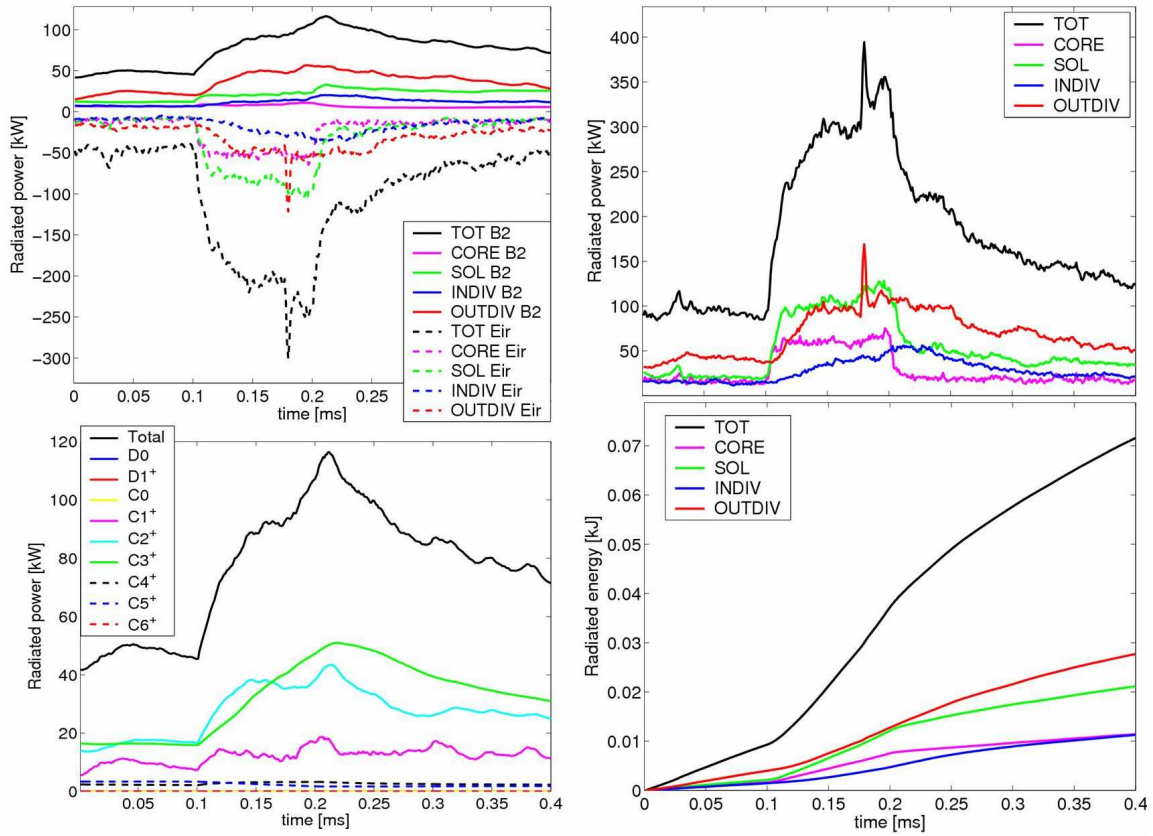 100
50
0
−50
−100
−150
−200
−250
−300
Radiated power [kW]
0
0.05
0.1
0.15
0.2
0.25
time [ms]
TOT B2
CORE B2
SOL B2
INDIV B2
OUTDIV B2
TOT Eir
CORE Eir
SOL Eir
INDIV Eir
OUTDIV Eir
400
350
300
250
200
150
100
50
Radiated power [kW]
TOT
CORE
SOL
INDIV
OUTDIV
120
100
80
60
40
20
0
Radiated power [kW]
0.05
0.1
0.15
0.2
0.25
0.3
0.35
0.4
time [ms]
Total
D0
D1+
C0
C1+
C2+
C3+
C4+
C5+
C6+
0.07
0.06
0.05
0.04
0.03
0.02
0.01
0
Radiated energy [kJ]
0
0.05
0.1
0.15
0.2
0.25
0.3
0.35
0.4
time [ms]
TOT
CORE
SOL
INDIV
OUTDIV